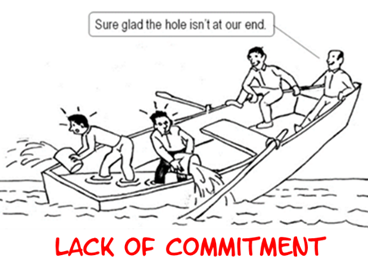 Sure glad the hole isn't at our end.
LACK OF COMMITMENT